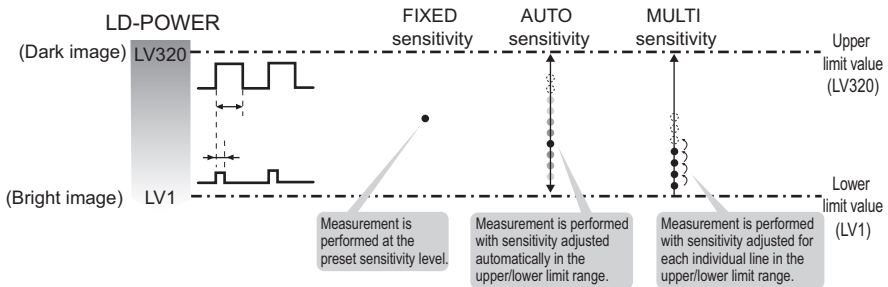 LD-POWER
FIXED
sensitivity
AUTO
sensitivity
MULTI
sensitivity
(Dark image)
LV320
Upper
limit value
(LV320)
(Bright image)
LV1
Lower
limit value
(LV1)
Measurement is
performed at the
preset sensitivity level.
Measurement is performed
with sensitivity adjusted
automatically in the
upper/lower limit range.
Measurement is performed
with sensitivity adjusted for
each individual line in the
upper/lower limit range.